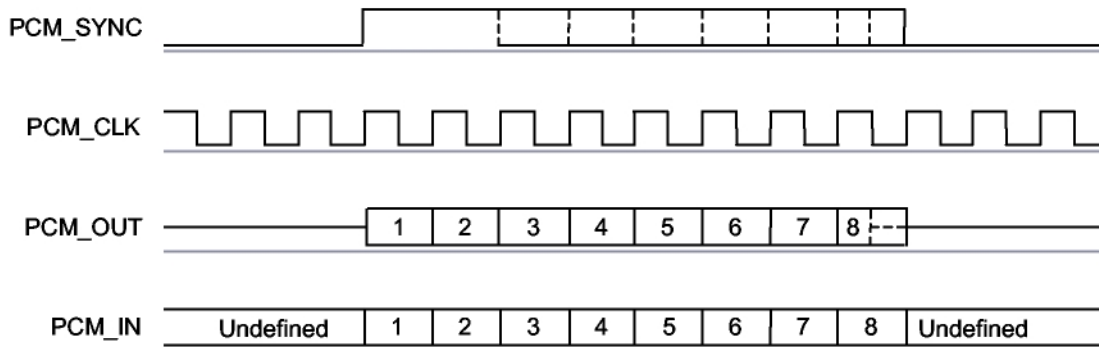 PCM_SYNC
PCM_CLK
PCM_OUT 1 2 3 4 5 6 7 8
PCM_IN Undefined 1 2 3 4 5 6 7 8 Undefined